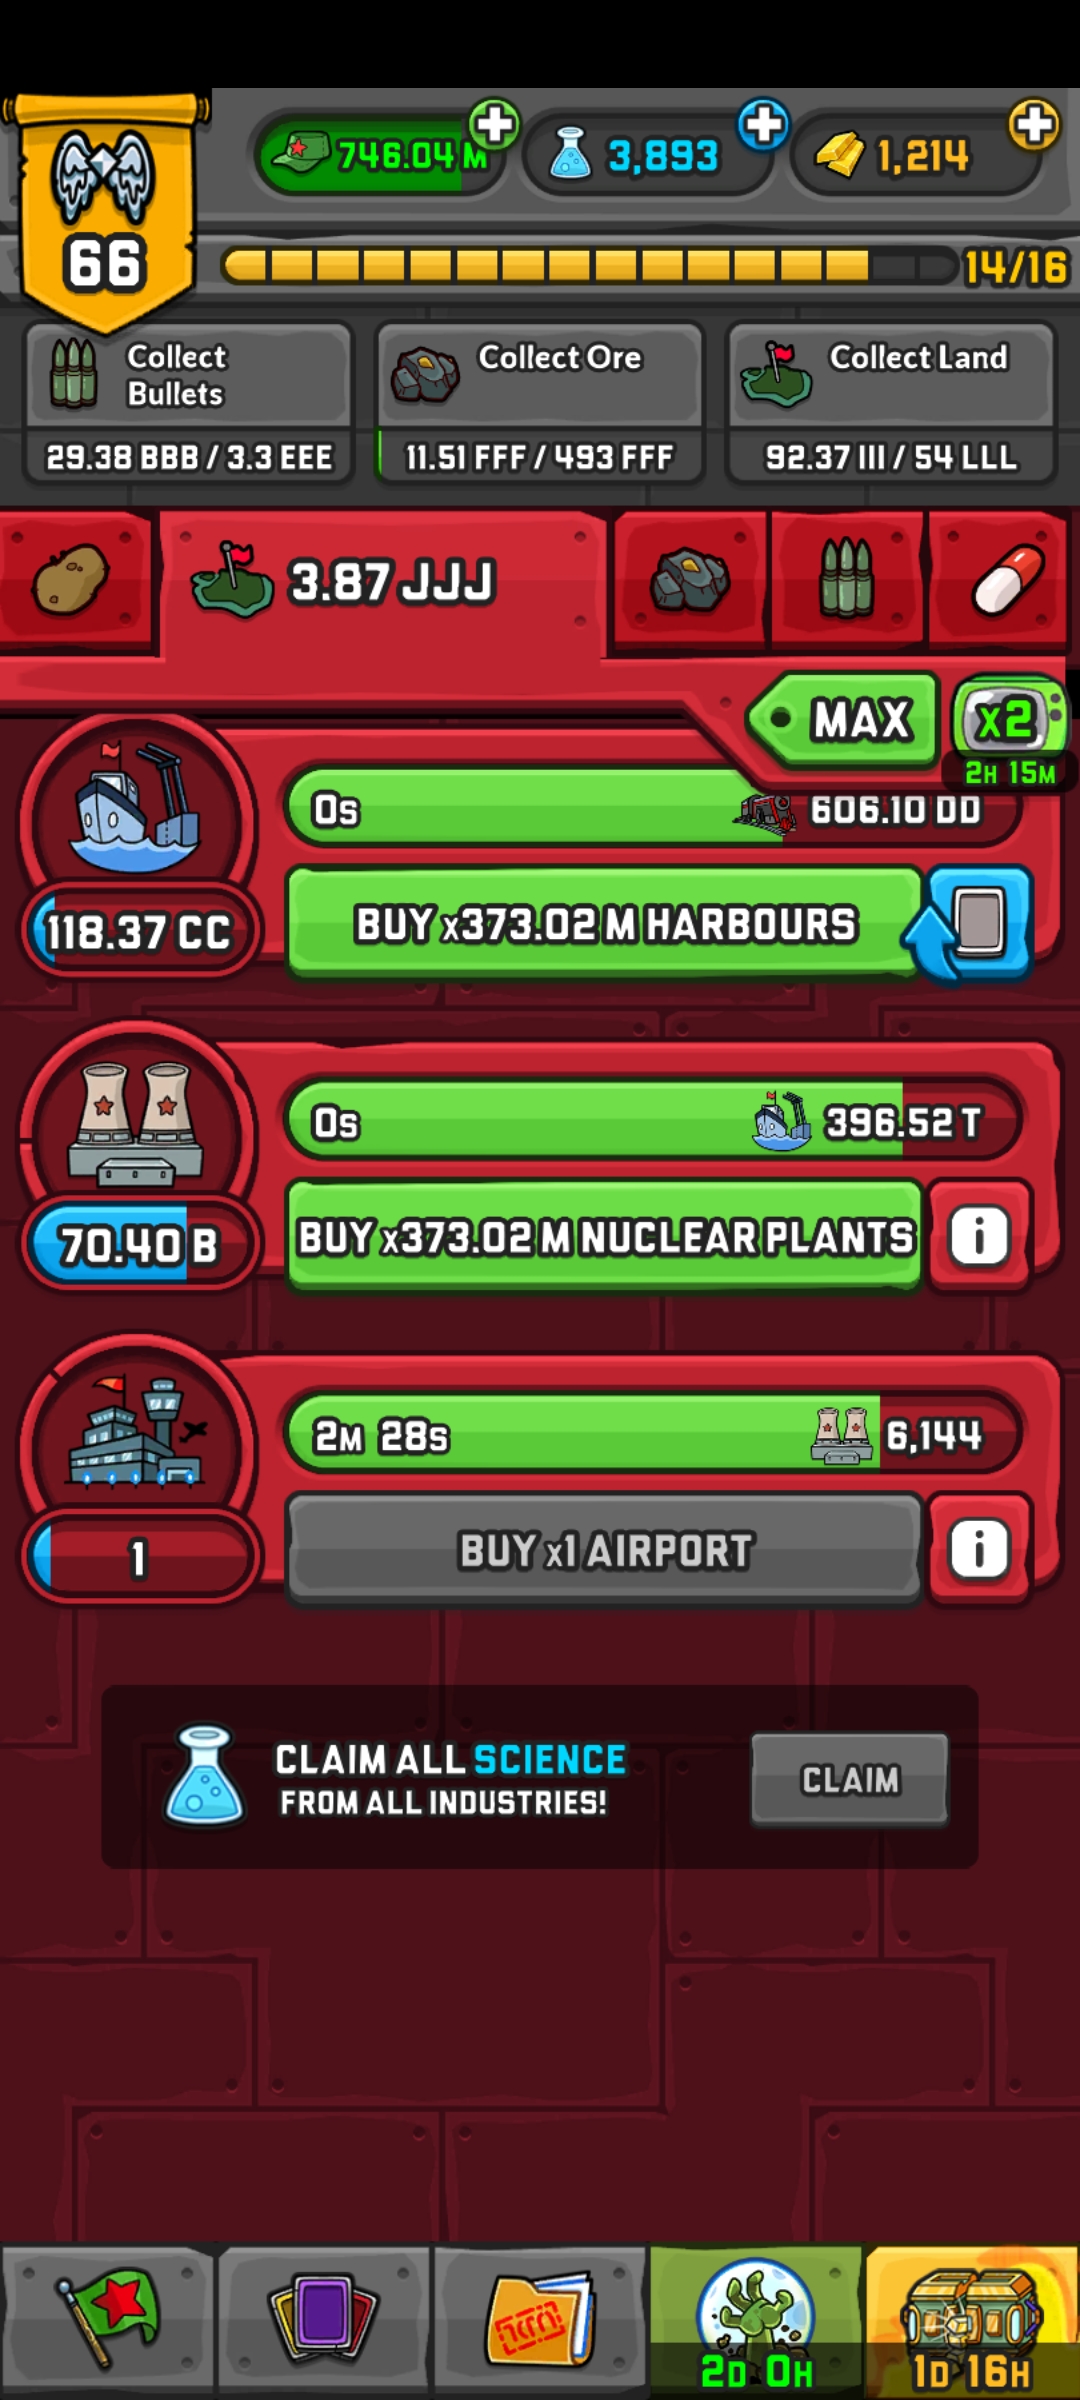 746.04 M
3,893
1,214
66
14/16
Collect
Bullets
Collect Ore
Collect Land
29.38 BBB / 3.3 EEE
11.51 FFF / 493 FFF
92.37 III / 54 LLL
3.87 JJJ
MAX
x2
2H 15M
0s
606.10 DD
118.37 CC
BUY x373.02 M HARBOURS
0s
396.52 T
70.40 B
BUY x373.02 M NUCLEAR PLANTS
i
2M 28s
6,144
1
BUY x1 AIRPORT
i
CLAIM ALL SCIENCE
FROM ALL INDUSTRIES!
CLAIM
2D 0H
1D 16H